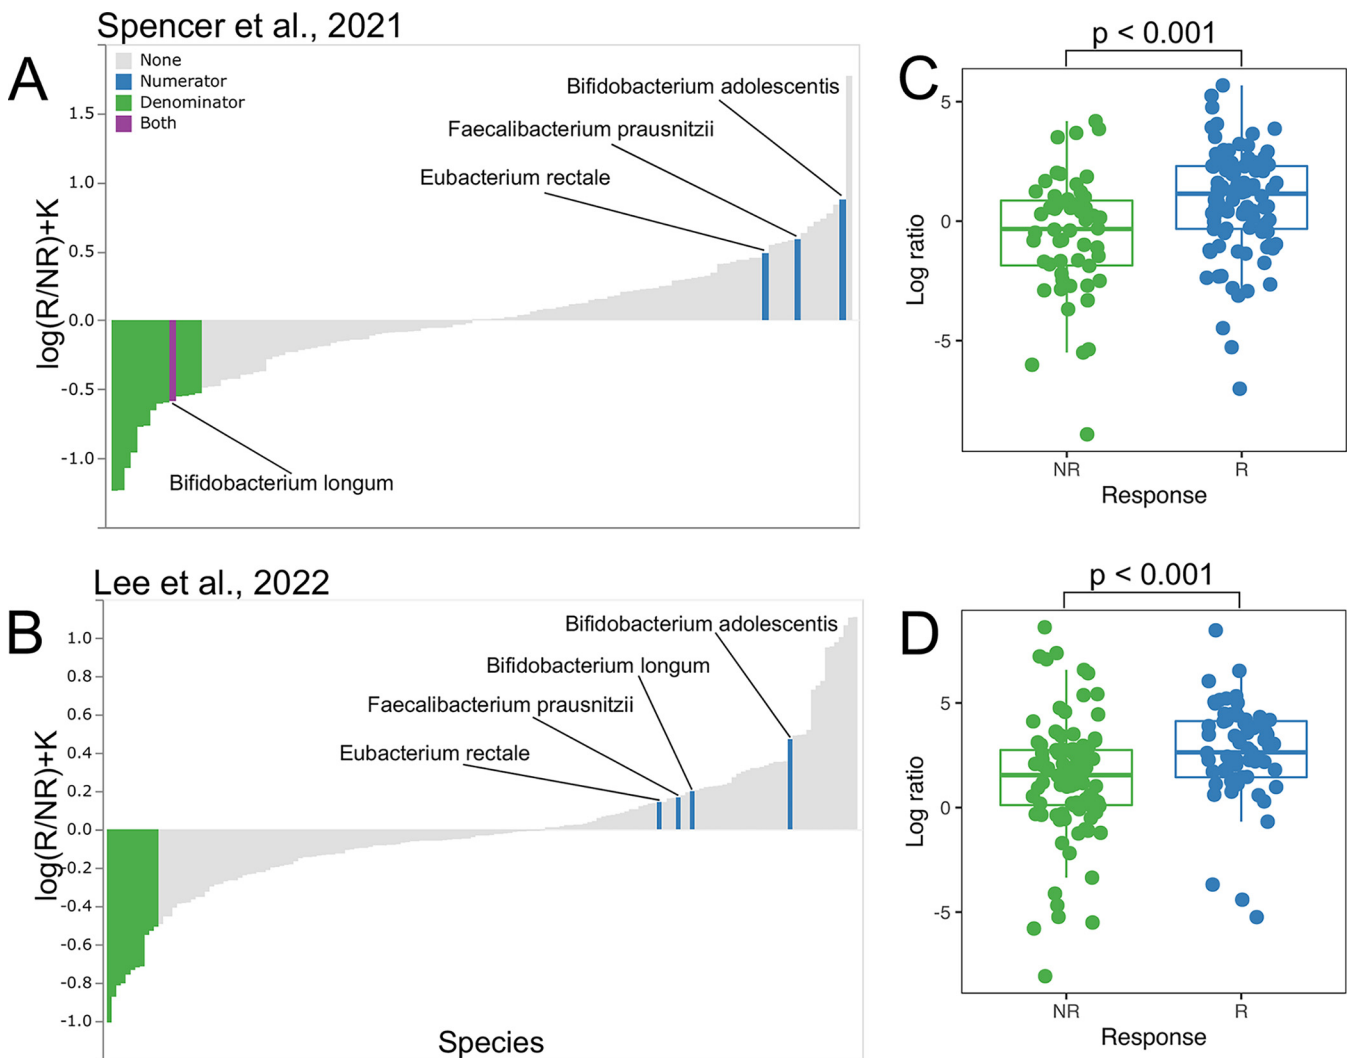 Spencer et al., 2021
A
None
Numerator
Denominator
Both
Bifidobacterium adolescentis
Faecalibacterium prausnitzii
Eubacterium rectale
Bifidobacterium longum
log(R/NR)+K
1.5
1.0
0.5
0.0
-0.5
-1.0
C
p < 0.001
Log ratio
5
0
-5
NR
R
Response
Lee et al., 2022
B
Bifidobacterium adolescentis
Bifidobacterium longum
Faecalibacterium prausnitzii
Eubacterium rectale
log(R/NR)+K
1.0
0.8
0.6
0.4
0.2
0.0
-0.2
-0.4
-0.6
-0.8
-1.0
Species
D
p < 0.001
Log ratio
5
0
-5
NR
R
Response